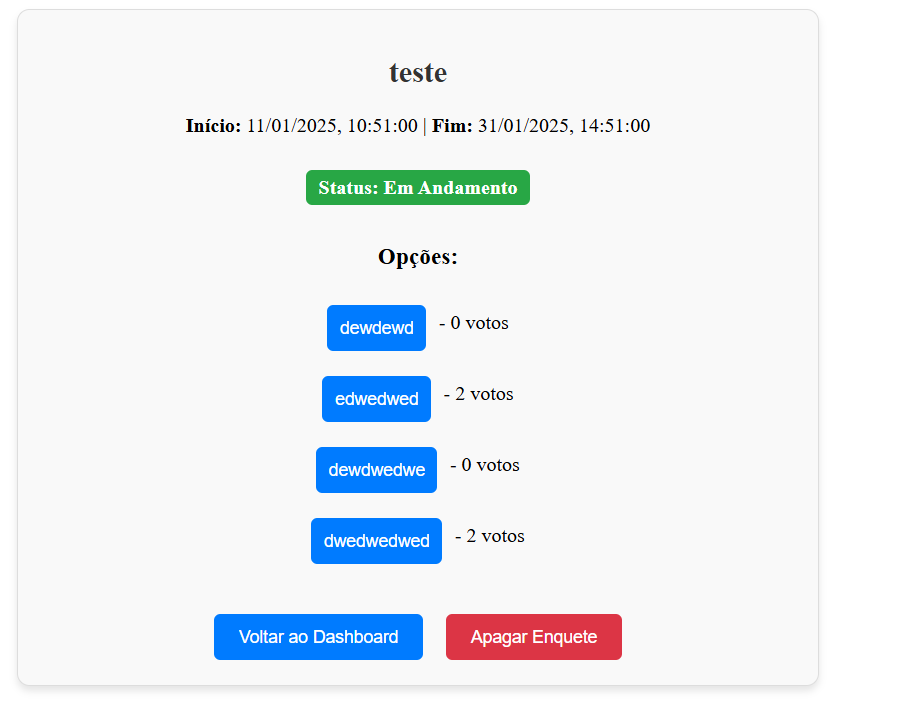 teste
Início: 11/01/2025, 10:51:00 | Fim: 31/01/2025, 14:51:00
Status: Em Andamento
Opções:
dewdewd - 0 votos
edwedwed - 2 votos
dewdwedwe - 0 votos
dwedwedwed - 2 votos
Voltar ao Dashboard Apagar Enquete